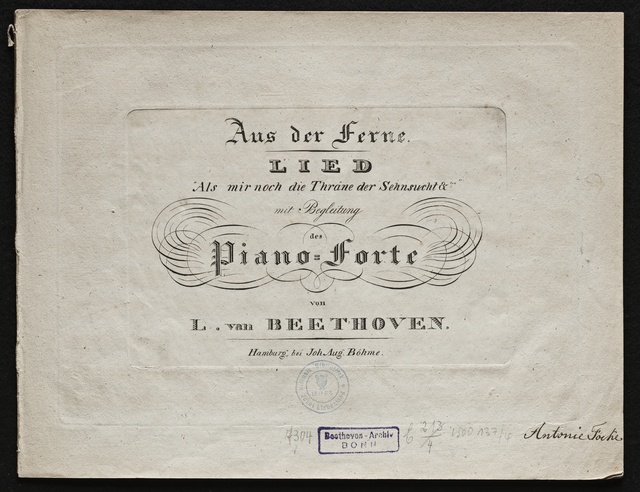 Aus der Ferne.
LIED
"Als mir noch die Thräne der Sehnsucht &c."
mit Begleitung
des
Piano=Forte
von
L. van BEETHOVEN.
Hamburg, bei Joh. Aug. Böhme.
Beethoven-Archiv
BONN
Antonie Focke